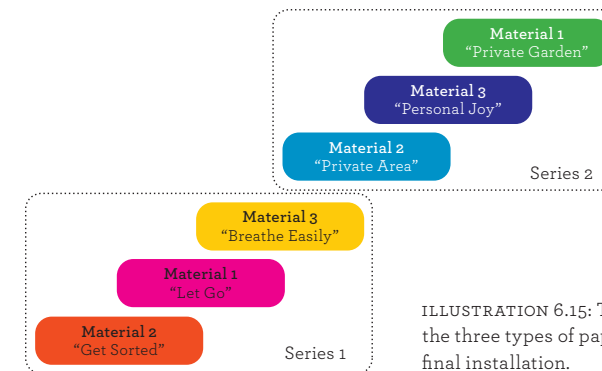 Material 1
“Private Garden”
Material 3
“Personal Joy”
Material 2
“Private Area”
Series 2
Material 3
“Breathe Easily”
Material 1
“Let Go”
Material 2
“Get Sorted”
Series 1
ILLUSTRATION 6.15:
the three types of
final installation.